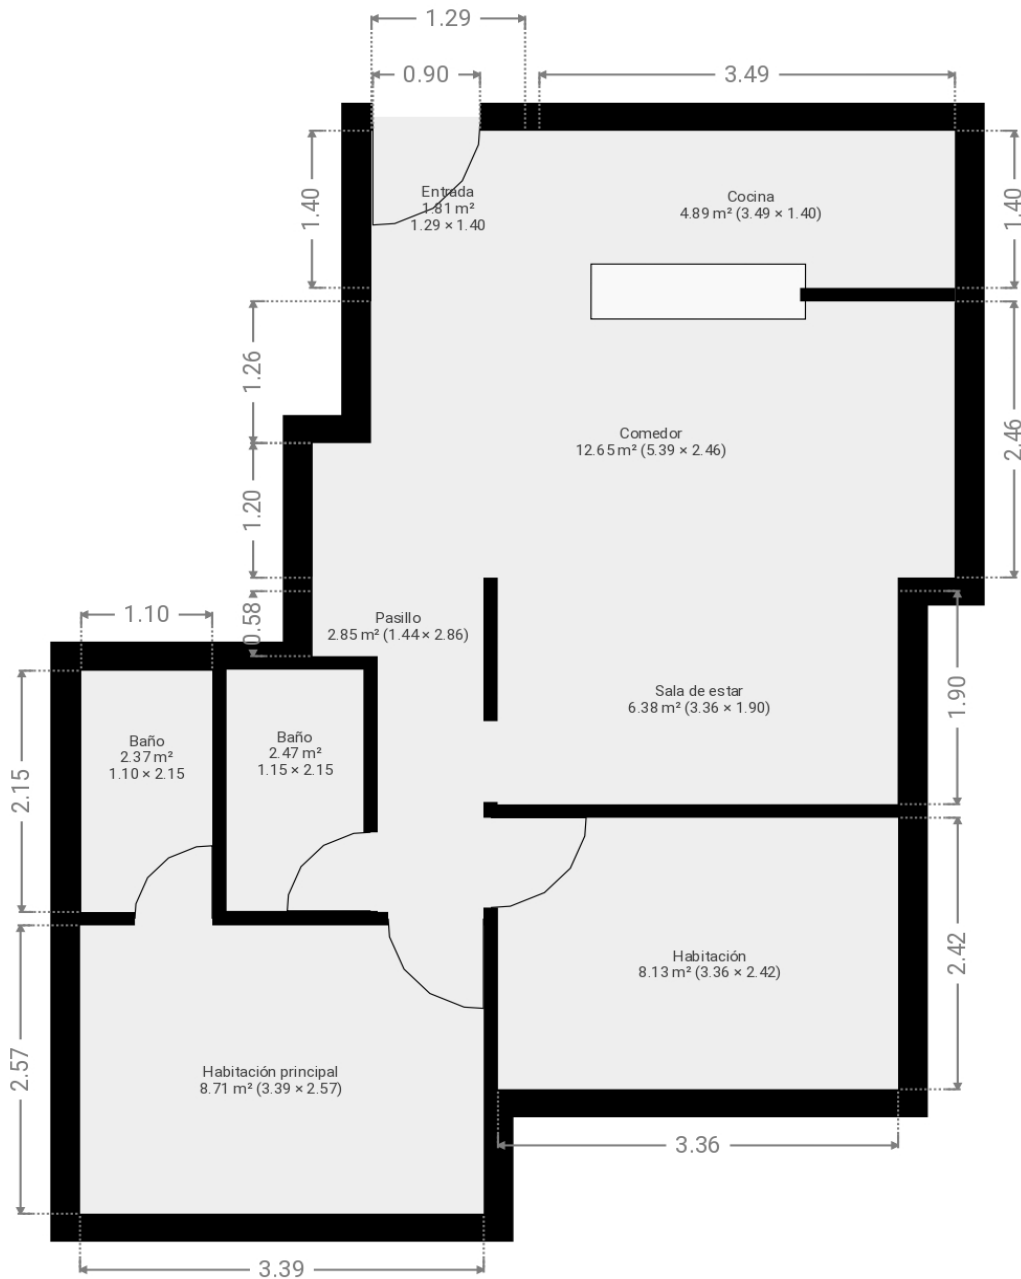 1.29
0.90
3.49
1.40
Entrada
1.81 m²
1.29 × 1.40
Cocina
4.89 m² (3.49 × 1.40)
1.40
1.26
Comedor
12.65 m² (5.39 × 2.46)
2.46
1.20
1.10
0.58
Pasillo
2.85 m² (1.44 × 2.86)
Sala de estar
6.38 m² (3.36 × 1.90)
1.90
Baño
2.37 m²
1.10 × 2.15
Baño
2.47 m²
1.15 × 2.15
2.15
Habitación
8.13 m² (3.36 × 2.42)
2.42
Habitación principal
8.71 m² (3.39 × 2.57)
2.57
3.36
3.39